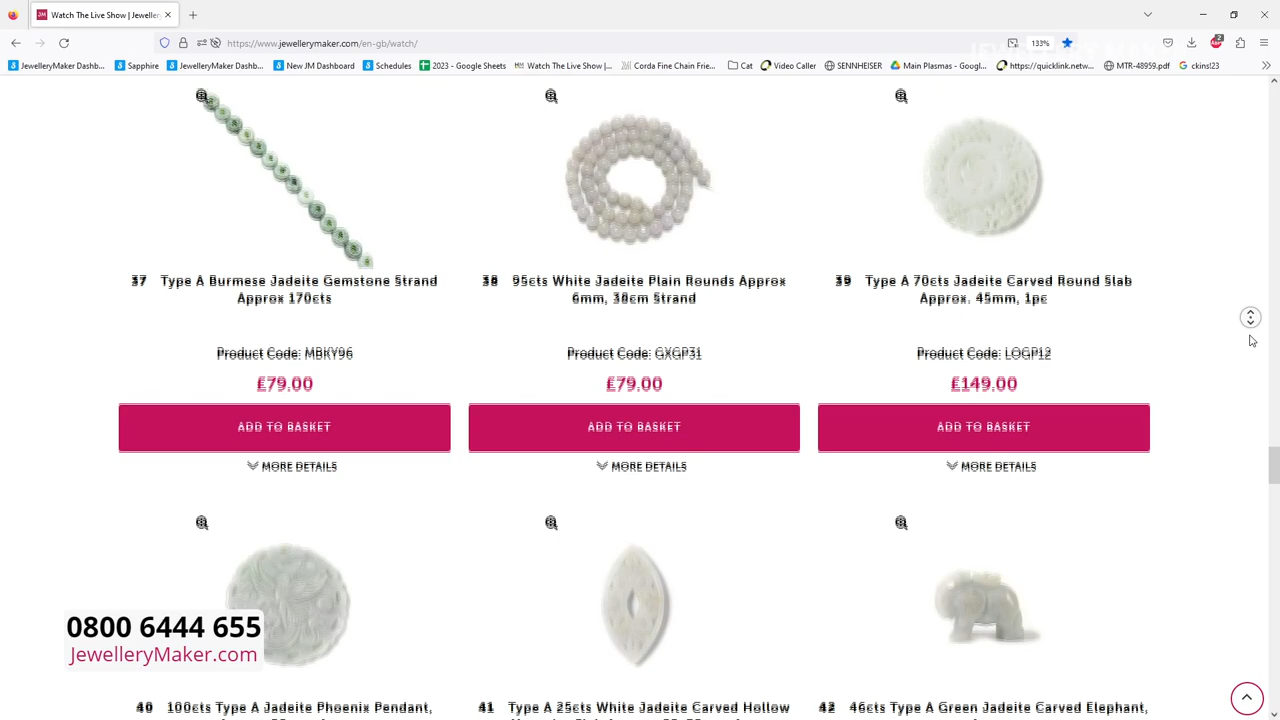 Watch The Live Show | Jeweller
https://www.jewellerymaker.com/en-gb/watch/
133%
2
JewelleryMaker Dashb... Sapphire JewelleryMaker Dashb... New JM Dashboard Schedules 2023 - Google Sheets Watch The Live Show |... Corda Fine Chain Frie... Cat Video Caller SENNHEISER Main Plasmas - Googl... https://quicklink.netw... MTR-48959.pdf ckins!23
37 Type A Burmese Jadeite Gemstone Strand
Approx 170cts
Product Code: MBKY96
£79.00
ADD TO BASKET
MORE DETAILS
38 95cts White Jadeite Plain Rounds Approx
6mm, 38cm Strand
Product Code: GXGP31
£79.00
ADD TO BASKET
MORE DETAILS
39 Type A 70cts Jadeite Carved Round Slab
Approx. 45mm, 1pc
Product Code: LOGP12
£149.00
ADD TO BASKET
MORE DETAILS
40 100cts Type A Jadeite Phoenix Pendant,
41 Type A 25cts White Jadeite Carved Hollow
42 46cts Type A Green Jadeite Carved Elephant,
0800 6444 655
JewelleryMaker.com